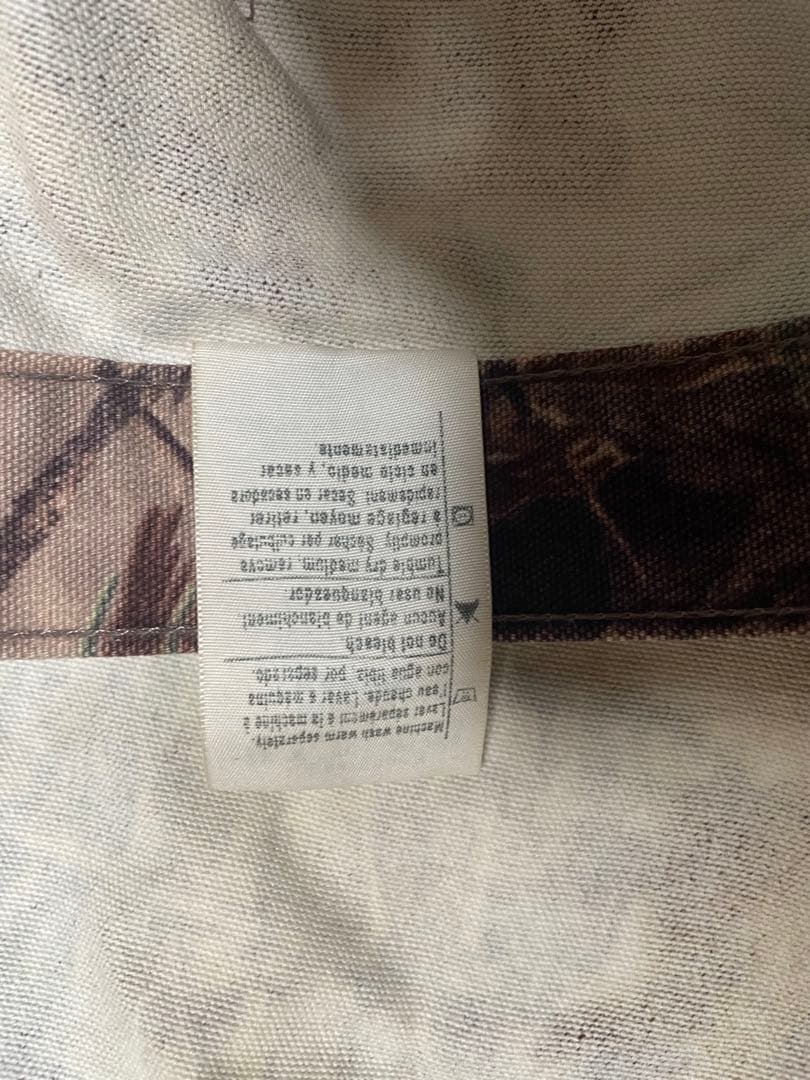 Machine wash warm separately.
Laver séparément à la machine à
l'eau chaude. Lavar a maquina
con agua tibia por separado.
Do not bleach
Aucun agent de blanchiment
No usar blanqueador
Tumble dry medium, remove
promptly Sécher par culbutage
à réglage moyen, retirer
rapidement Secar en secadora
en ciclo medio, y sacar
inmediatamente.